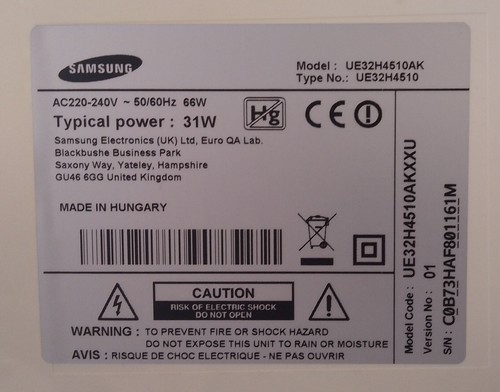 SAMSUNG
Model : UE32H4510AK
Type No.: UE32H4510
AC220-240V ~ 50/60Hz 66W
Typical power : 31W
Hg
CE
Samsung Electronics (UK) Ltd, Euro QA Lab.
Blackbushe Business Park
Saxony Way, Yateley, Hampshire
GU46 6GG United Kingdom
MADE IN HUNGARY
CAUTION
RISK OF ELECTRIC SHOCK
DO NOT OPEN
WARNING : TO PREVENT FIRE OR SHOCK HAZARD
DO NOT EXPOSE THIS UNIT TO RAIN OR MOISTURE
AVIS : RISQUE DE CHOC ELECTRIQUE - NE PAS OUVRIR
Model Code : UE32H4510AKXXU
Version No : 01
S/N : C0B73HAF801161M